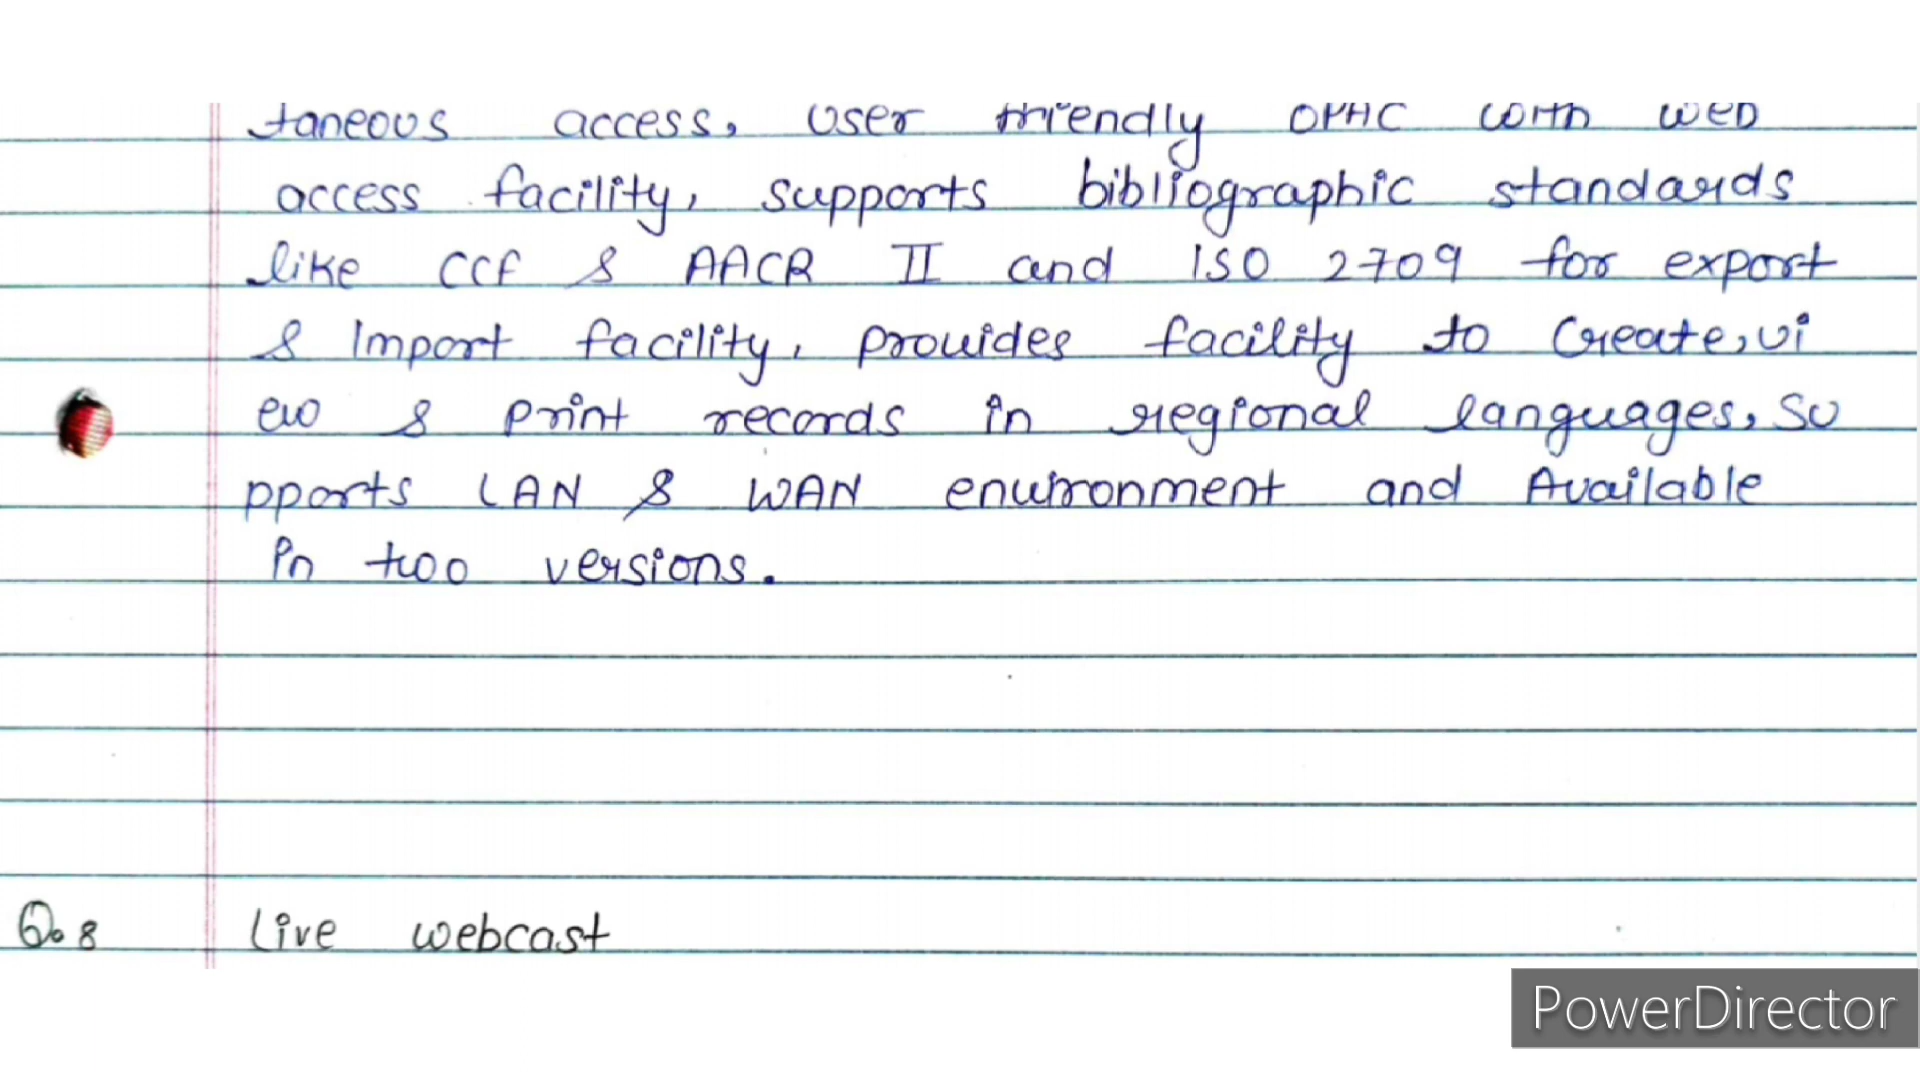 taneous access, User friendly OPAC with web
access facility, supports bibliographic standards
like CCF & AACR II and ISO 2709 for export
& Import facility, provides facility to Create, vi
ew & print records in regional languages, Su
pports LAN & WAN environment and Available
in two versions.
Q.8 Live webcast
PowerDirector